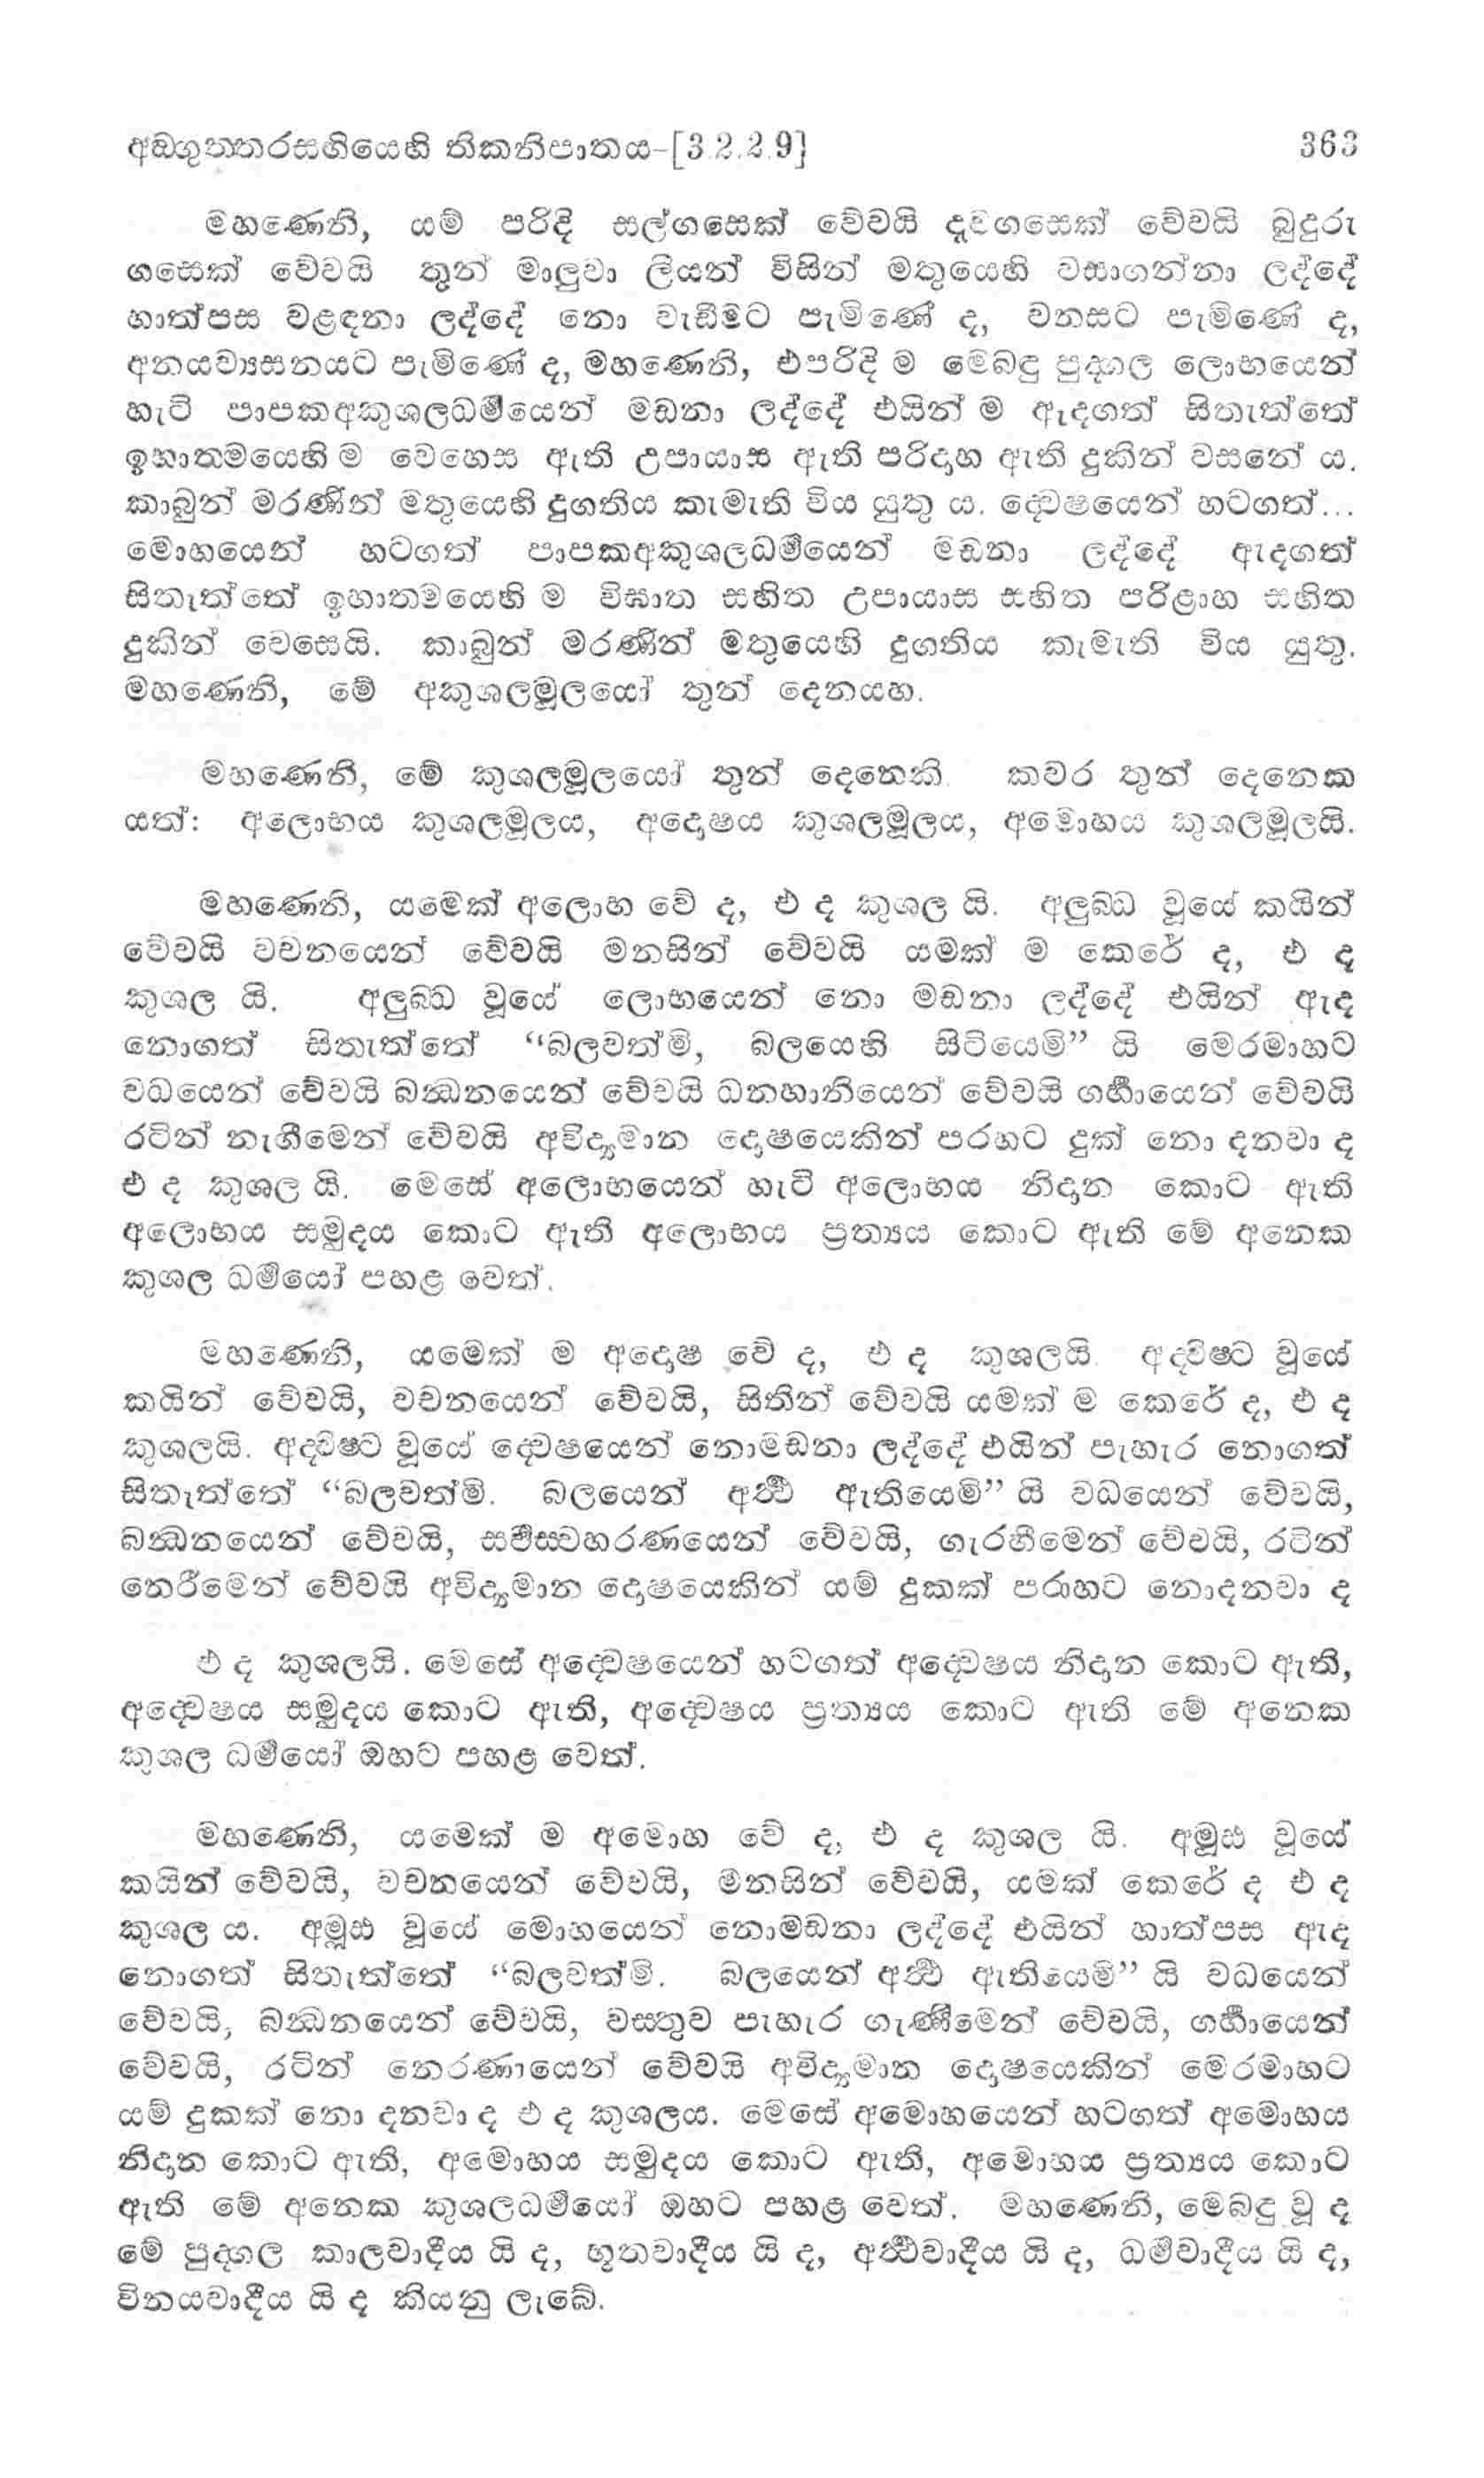 අඞගුත්තරසඟියෙහි තිකනිපාතය-[3.2.2.9] 363
මහණෙනි, යම් පරිදි සල්ගසෙක් වේවයි දැවගසෙක් වේවයි බුදුරු
ගසෙක් වේවයි තුන් මාලුවා ලියන් විසින් මතුයෙහි වසාගන්නා ලද්දේ
හාත්පස වළඳනා ලද්දේ නො වැඩීමට පැමිණේ ද, වනසට පැමිණේ ද,
අනයව්‍යසනයට පැමිණේ ද, මහණෙනි, එපරිදි ම මෙබඳු පුද්ගල ලොභයෙන්
හැටි පාපකඅකුශලධර්‍මයෙන් මඬනා ලද්දේ එයින් ම ඇදගත් සිතැත්තේ
ඉහාත්මයෙහි ම වෙහෙස ඇති උපායාස ඇති පරිදාහ ඇති දුකින් වසනේ ය.
කාබුන් මරණින් මතුයෙහි දුගතිය කැමැති විය යුතු ය. ද්වෙෂයෙන් හටගත්...
මොහයෙන් හටගත් පාපකඅකුශලධර්‍මයෙන් මඬනා ලද්දේ ඇදගත්
සිතැත්තේ ඉහාත්මයෙහි ම විඝාත සහිත උපායාස සහිත පරිළාහ සහිත
දුකින් වෙසෙයි. කාබුන් මරණින් මතුයෙහි දුගතිය කැමැති විය යුතු.
මහණෙනි, මේ අකුශලමූලයෝ තුන් දෙනයහ.
මහණෙනි, මේ කුශලමූලයෝ තුන් දෙනෙකි. කවර තුන් දෙනෙක
යත්: අලොභය කුශලමූලය, අදොෂය කුශලමූලය, අමොහය කුශලමූලයි.
මහණෙනි, යමෙක් අලොභ වේ ද, එ ද කුශල යි. අලුබ්ධ වූයේ කයින්
වේවයි වචනයෙන් වේවයි මනසින් වේවයි යමක් ම කෙරේ ද, එ ද
කුශල යි. අලුබ්ධ වූයේ ලොභයෙන් නො මඬනා ලද්දේ එයින් ඇද
නොගත් සිතැත්තේ “බලවත්මි, බලයෙහි සිටියෙමි” යි මෙරමාහට
වධයෙන් වේවයි බන්‍ධනයෙන් වේවයි ධනහානියෙන් වේවයි ගර්‍හායෙන් වේවයි
රටින් නැඟීමෙන් වේවයි අවිද්‍යමාන දොෂයෙකින් පරහට දුක් නො දනවා ද
එ ද කුශල යි. මෙසේ අලොභයෙන් හැටි අලොභය නිදාන කොට ඇති
අලොභය සමුදය කොට ඇති අලොභය ප්‍රත්‍යය කොට ඇති මේ අනෙක
කුශල ධර්‍මයෝ පහළ වෙත්.
මහණෙනි, යමෙක් ම අදොෂ වේ ද, එ ද කුශලයි. අද්විෂ්ට වූයේ
කයින් වේවයි, වචනයෙන් වේවයි, සිතින් වේවයි යමක් ම කෙරේ ද, එ ද
කුශලයි. අද්විෂ්ට වූයේ ද්වෙෂයෙන් නොමඬනා ලද්දේ එයින් පැහැර නොගත්
සිතැත්තේ “බලවත්මි. බලයෙන් අර්‍ත්‍ථ ඇතියෙමි” යි වධයෙන් වේවයි,
බන්‍ධනයෙන් වේවයි, සර්‍වස්වහරණයෙන් වේවයි, ගැරහීමෙන් වේවයි, රටින්
නෙරීමෙන් වේවයි අවිද්‍යමාන දොෂයෙකින් යම් දුකක් පරාහට නොදනවා ද
එ ද කුශලයි. මෙසේ අද්වෙෂයෙන් හටගත් අද්වෙෂය නිදාන කොට ඇති,
අද්වෙෂය සමුදය කොට ඇති, අද්වෙෂය ප්‍රත්‍යය කොට ඇති මේ අනෙක
කුශල ධර්‍මයෝ ඔහට පහළ වෙත්.
මහණෙනි, යමෙක් ම අමොහ වේ ද, එ ද කුශල යි. අමූඪ වූයේ
කයින් වේවයි, වචනයෙන් වේවයි, මනසින් වේවයි, යමක් කෙරේ ද එ ද
කුශල ය. අමූඪ වූයේ මොහයෙන් නොමඬනා ලද්දේ එයින් හාත්පස ඇද
නොගත් සිතැත්තේ “බලවත්මි. බලයෙන් අර්‍ත්‍ථ ඇතියෙමි” යි වධයෙන්
වේවයි, බන්‍ධනයෙන් වේවයි, වස්තුව පැහැර ගැණීමෙන් වේවයි, ගර්‍හායෙන්
වේවයි, රටින් නෙරණායෙන් වේවයි අවිද්‍යමාන දොෂයෙකින් මෙරමාහට
යම් දුකක් නො දනවා ද එ ද කුශලය. මෙසේ අමොහයෙන් හටගත් අමොහය
නිදාන කොට ඇති, අමොහය සමුදය කොට ඇති, අමොහය ප්‍රත්‍යය කොට
ඇති මේ අනෙක කුශලධර්‍මයෝ ඔහට පහළ වෙත්. මහණෙනි, මෙබඳු වූ ද
මේ පුද්ගල කාලවාදීය යි ද, භූතවාදීය යි ද, අර්‍ත්‍ථවාදීය යි ද, ධර්‍මවාදීය යි ද,
විනයවාදීය යි ද කියනු ලැබේ.